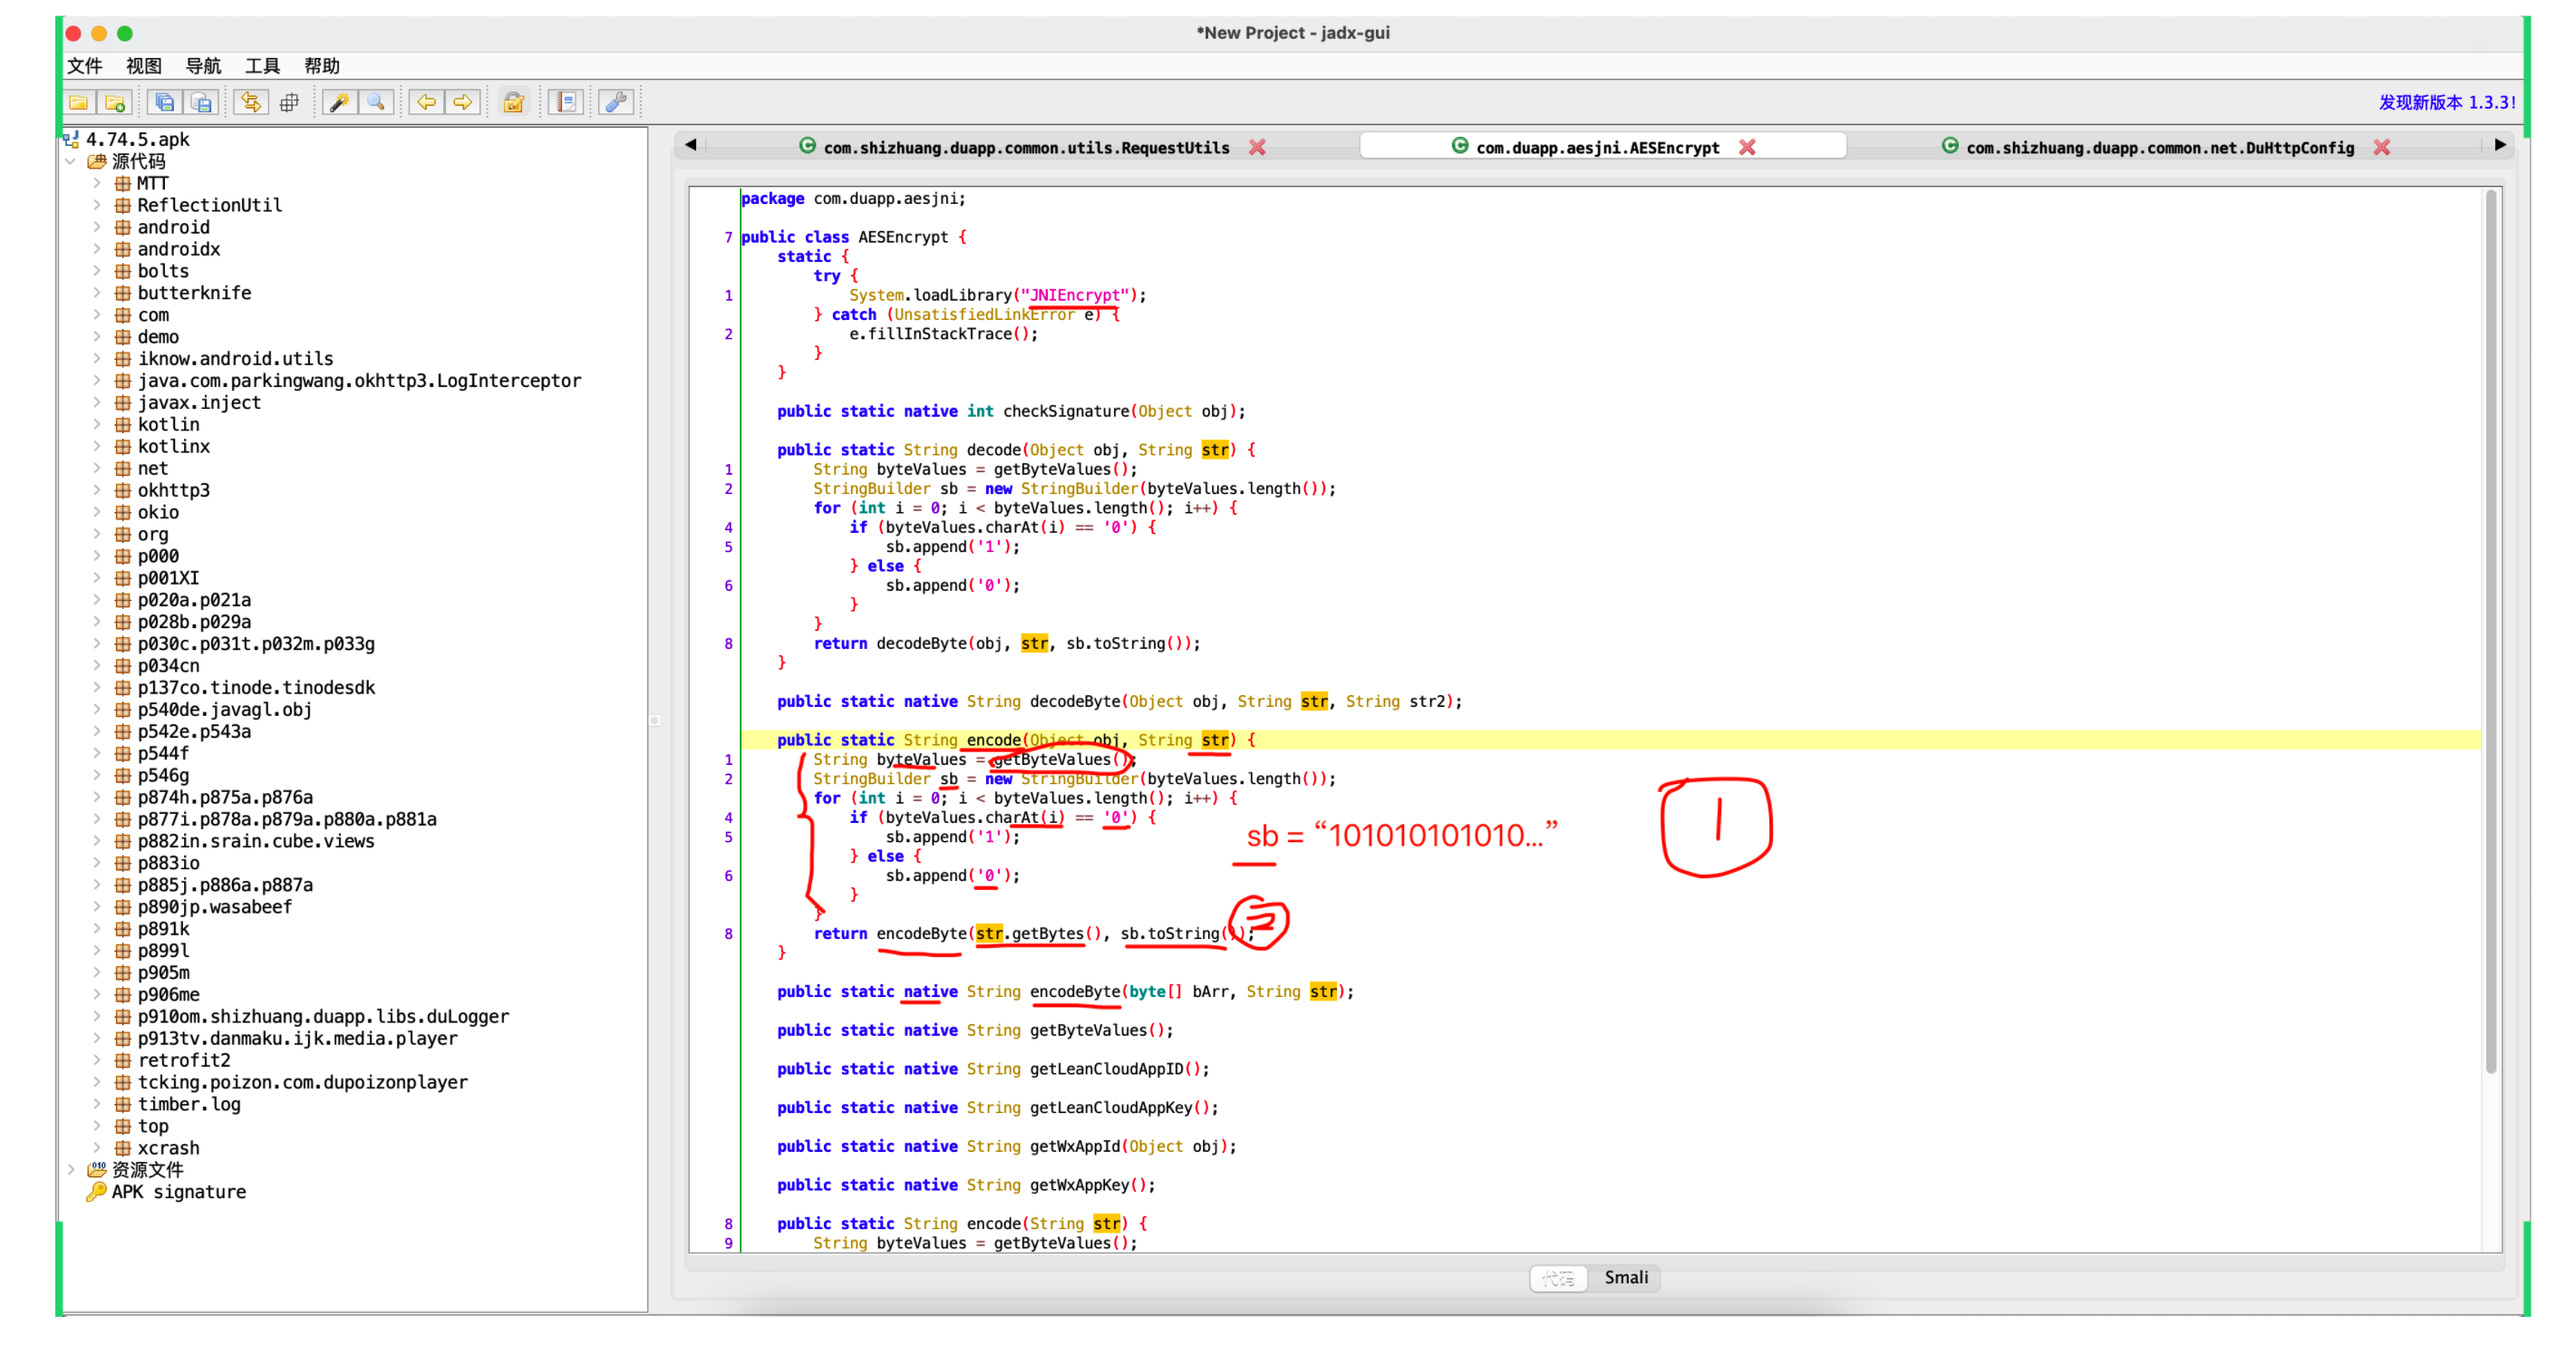 *New Project - jadx-gui
文件 视图 导航 工具 帮助
发现新版本 1.3.3!
4.74.5.apk
源代码
MTT
ReflectionUtil
android
androidx
bolts
butterknife
com
demo
iknow.android.utils
java.com.parkingwang.okhttp3.LogInterceptor
javax.inject
kotlin
kotlinx
net
okhttp3
okio
org
p000
p001XI
p020a.p021a
p028b.p029a
p030c.p031t.p032m.p033g
p034cn
p137co.tinode.tinodesdk
p540de.javagl.obj
p542e.p543a
p544f
p546g
p874h.p875a.p876a
p877i.p878a.p879a.p880a.p881a
p882in.srain.cube.views
p883io
p885j.p886a.p887a
p890jp.wasabeef
p891k
p899l
p905m
p906me
p910om.shizhuang.duapp.libs.duLogger
p913tv.danmaku.ijk.media.player
retrofit2
tcking.poizon.com.dupoizonplayer
timber.log
top
xcrash
资源文件
APK signature
com.shizhuang.duapp.common.utils.RequestUtils com.duapp.aesjni.AESEncrypt com.shizhuang.duapp.common.net.DuHttpConfig
package com.duapp.aesjni;
7 public class AESEncrypt {
static {
try {
1 System.loadLibrary("JNIEncrypt");
} catch (UnsatisfiedLinkError e) {
2 e.fillInStackTrace();
}
}
public static native int checkSignature(Object obj);
public static String decode(Object obj, String str) {
1 String byteValues = getByteValues();
2 StringBuilder sb = new StringBuilder(byteValues.length());
for (int i = 0; i < byteValues.length(); i++) {
4 if (byteValues.charAt(i) == '0') {
5 sb.append('1');
} else {
6 sb.append('0');
}
}
8 return decodeByte(obj, str, sb.toString());
}
public static native String decodeByte(Object obj, String str, String str2);
public static String encode(Object obj, String str) {
1 String byteValues = getByteValues();
2 StringBuilder sb = new StringBuilder(byteValues.length());
for (int i = 0; i < byteValues.length(); i++) {
4 if (byteValues.charAt(i) == '0') {
5 sb.append('1');
} else {
6 sb.append('0');
}
}
sb = “101010101010...”
1
8 return encodeByte(str.getBytes(), sb.toString());
}
public static native String encodeByte(byte[] bArr, String str);
public static native String getByteValues();
public static native String getLeanCloudAppID();
public static native String getLeanCloudAppKey();
public static native String getWxAppId(Object obj);
public static native String getWxAppKey();
8 public static String encode(String str) {
9 String byteValues = getByteValues();
代码 Smali